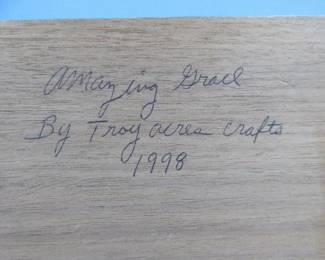 Amazing Grace
By Troy acres crafts
1998